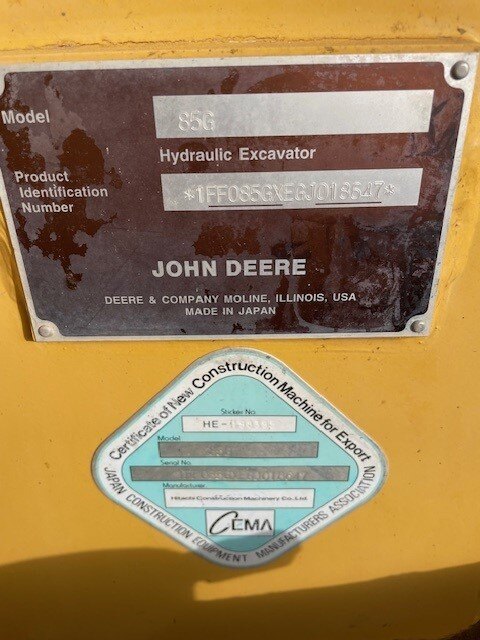 Model 85G
Hydraulic Excavator
Product
Identification
Number
*1FF085GXEGJ018647*
JOHN DEERE
DEERE & COMPANY MOLINE, ILLINOIS, USA
MADE IN JAPAN
Certificate of New Construction Machine for Export
Sticker No.
Model
Serial No.
Manufacturer
Hitachi Construction Machinery Co., Ltd.
CEMA
JAPAN CONSTRUCTION EQUIPMENT MANUFACTURERS ASSOCIATION